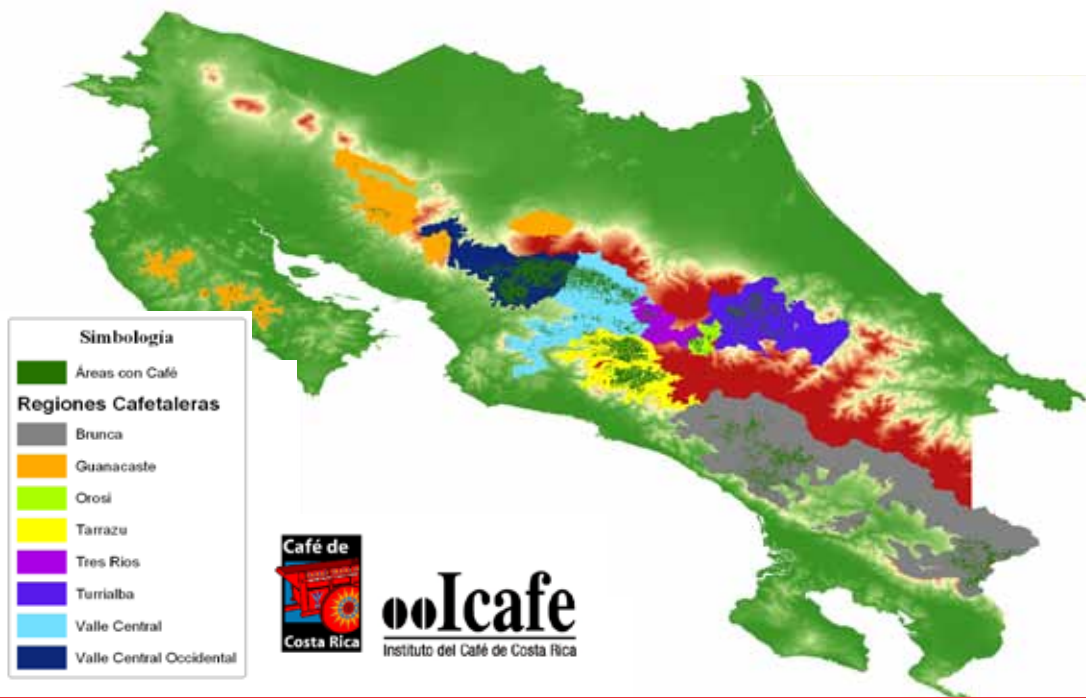 Simbología
Áreas con Café
Regiones Cafetaleras
Brunca
Guanacaste
Orosi
Tarrazu
Tres Rios
Turrialba
Valle Central
Valle Central Occidental
Café de
Costa Rica
Icafe
Instituto del Café de Costa Rica